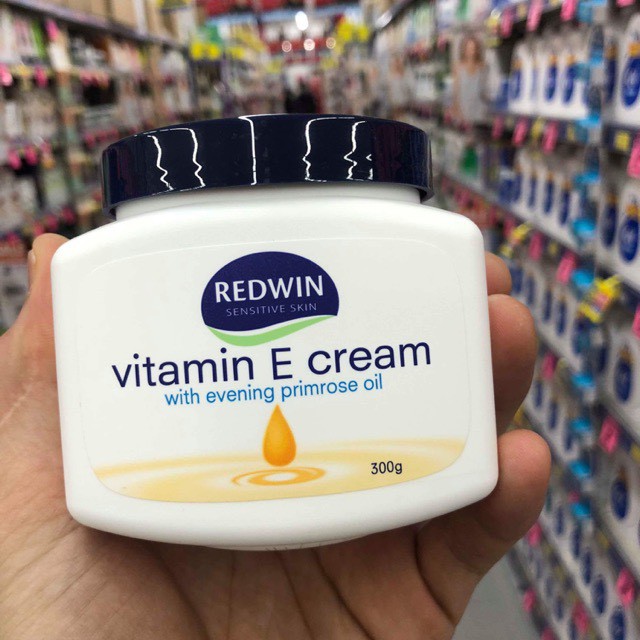 REDWIN
SENSITIVE SKIN
vitamin E cream
with evening primrose oil
300g